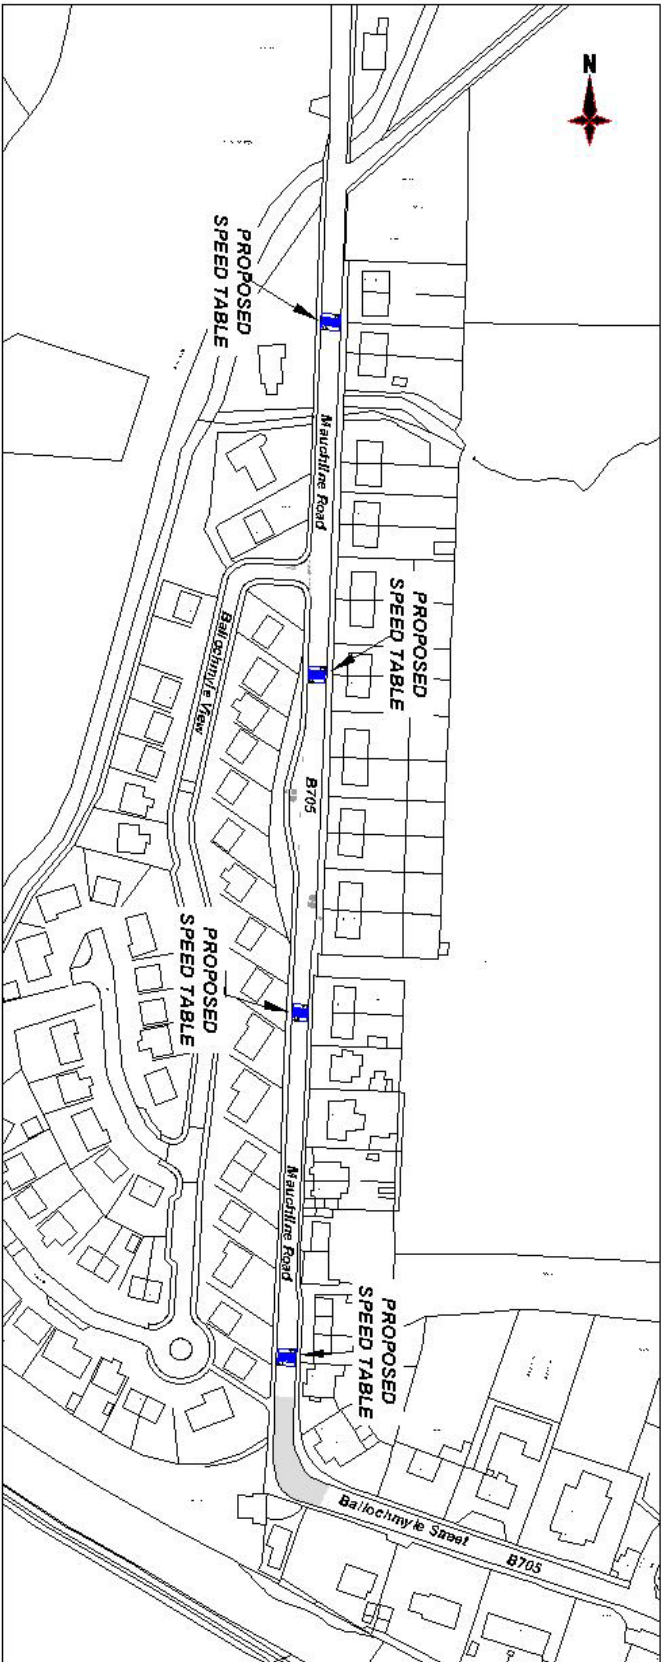 N
PROPOSED
SPEED TABLE
Mauchline Road
PROPOSED
SPEED TABLE
Ballochmyle View
B705
PROPOSED
SPEED TABLE
Mauchline Road
PROPOSED
SPEED TABLE
Ballochmyle Street
B705